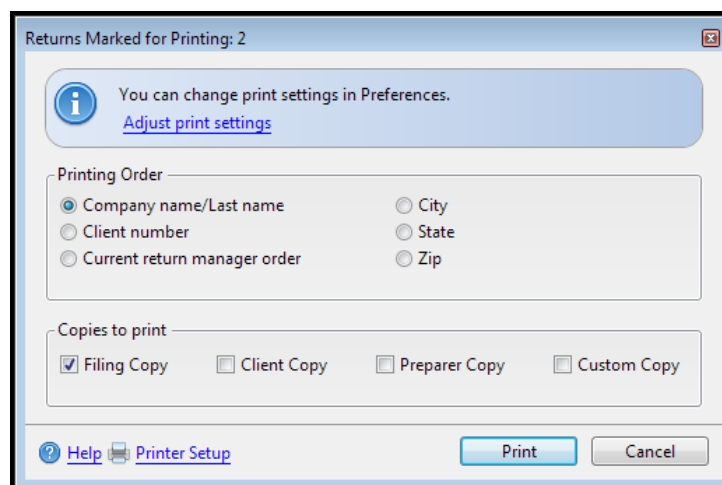 Returns Marked for Printing: 2
You can change print settings in Preferences.
Adjust print settings
Printing Order
Company name/Last name City
Client number State
Current return manager order Zip
Copies to print
Filing Copy Client Copy Preparer Copy Custom Copy
Help Printer Setup Print Cancel